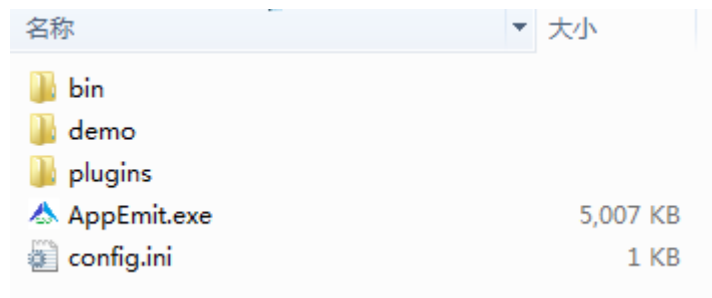 名称 大小
bin
demo
plugins
AppEmit.exe 5,007 KB
config.ini 1 KB